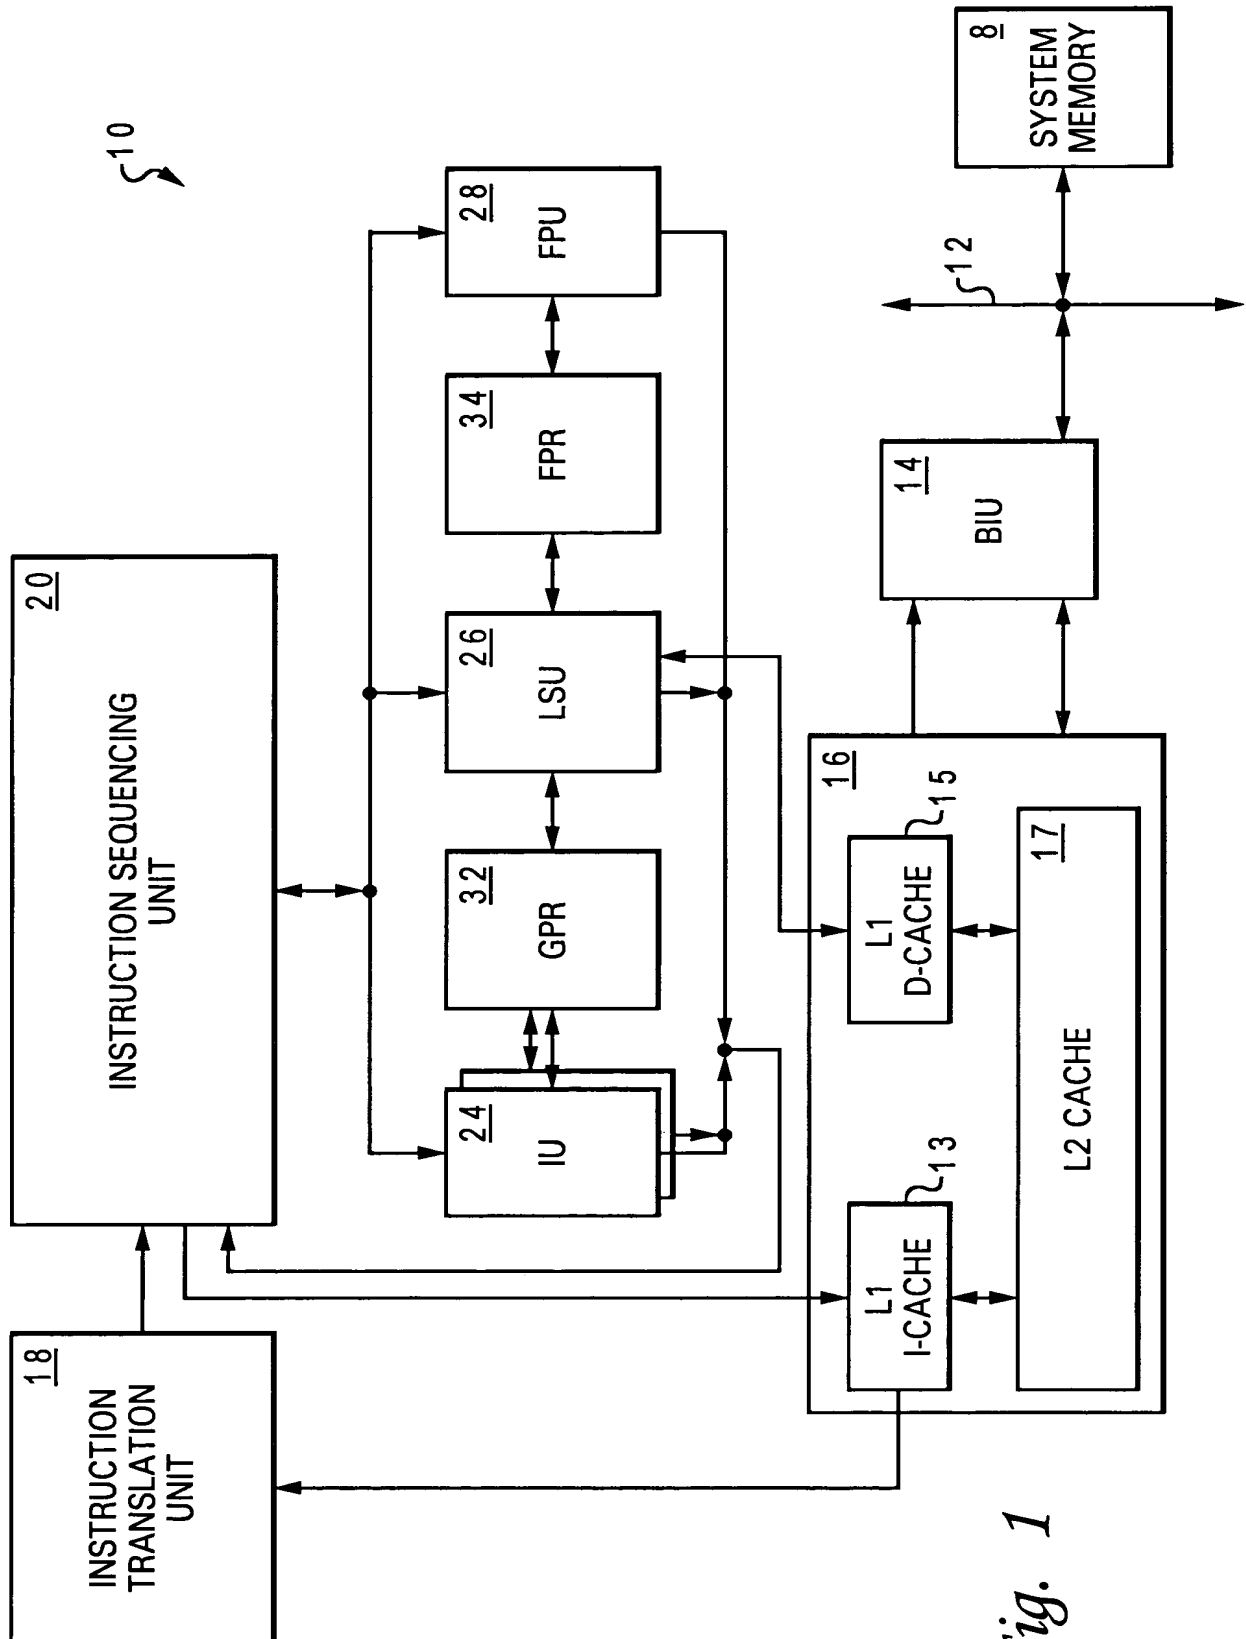 18
INSTRUCTION
TRANSLATION
UNIT
20
INSTRUCTION SEQUENCING
UNIT
10
24
IU
32
GPR
26
LSU
34
FPR
28
FPU
16
L1
I-CACHE
13
L1
D-CACHE
15
17
L2 CACHE
14
BIU
12
8
SYSTEM
MEMORY
Fig. 1